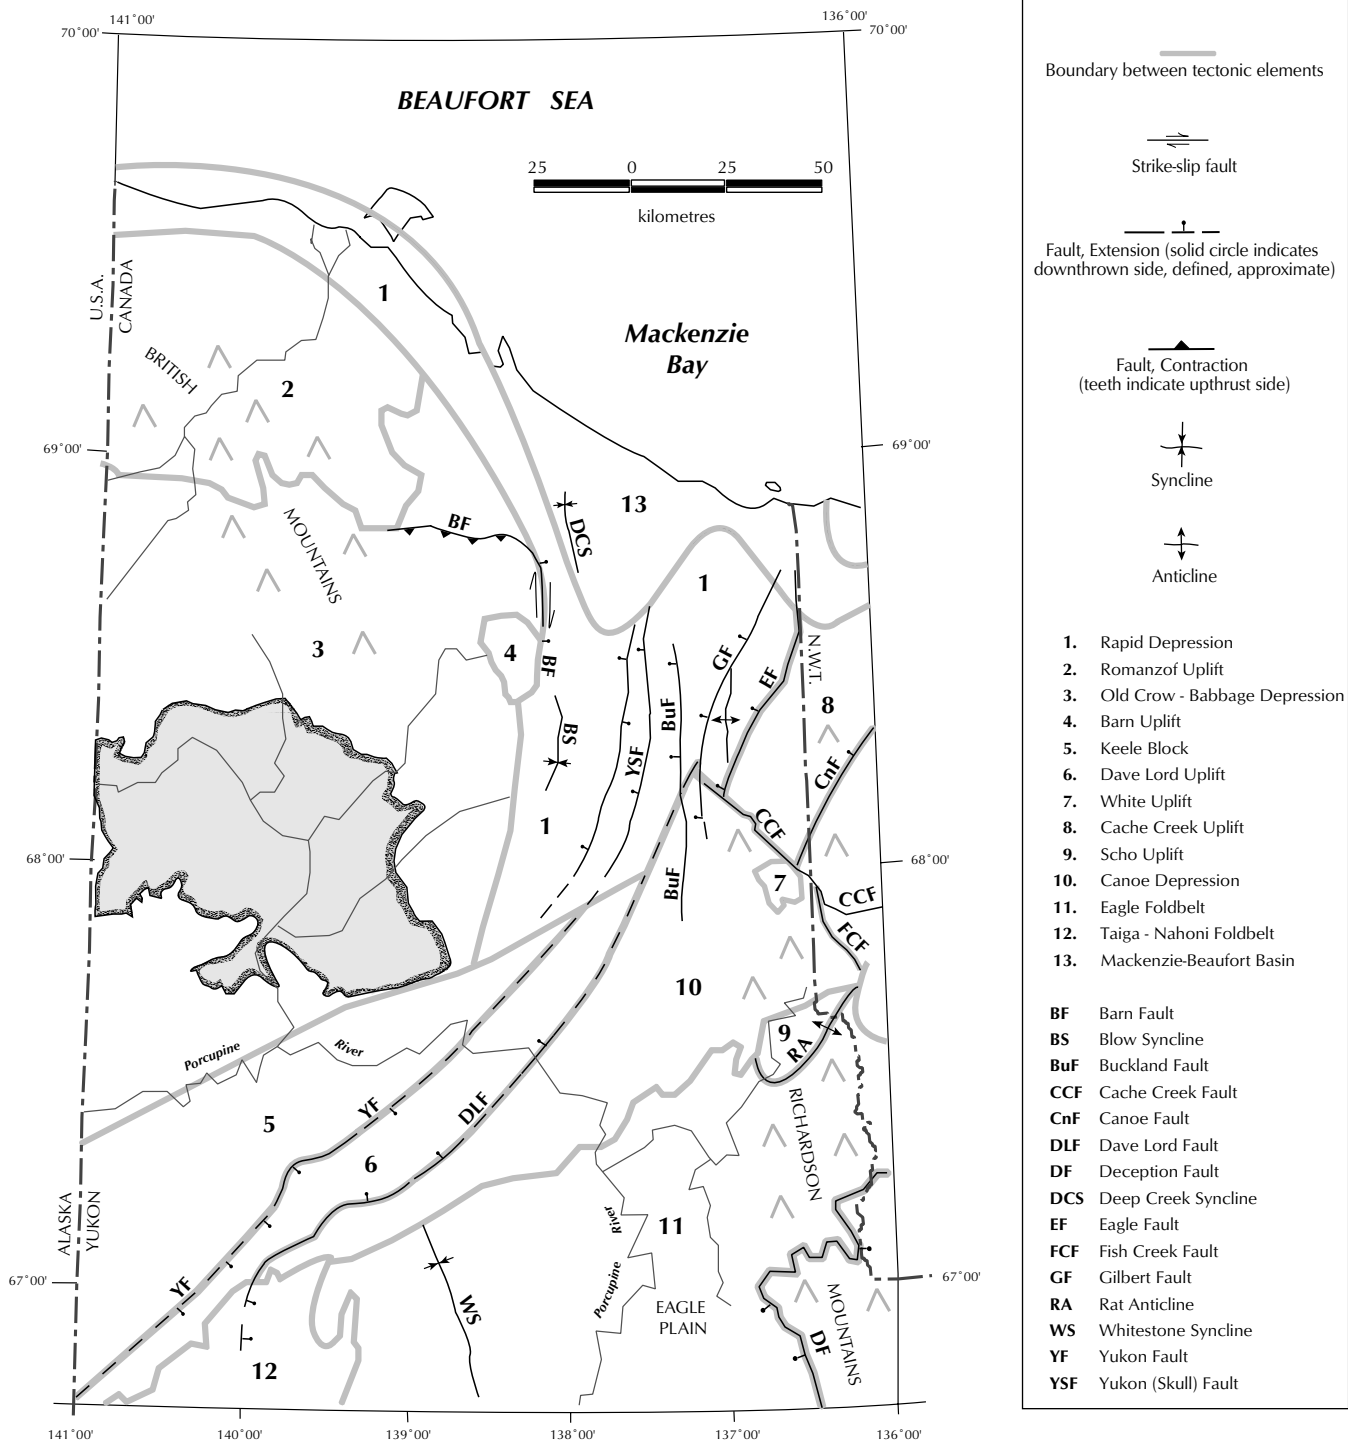 141°00'
136°00'
70°00'
70°00'
BEAUFORT SEA
25 0 25 50
kilometres
U.S.A.
CANADA
1
Mackenzie
Bay
BRITISH
2
69°00'
69°00'
13
BF
DCS
MOUNTAINS
1
3
4
BF
GF
EF
N.W.T.
8
BuF
BS
YSF
CnF
1
CCF
68°00'
68°00'
7
BuF
CCF
FCF
10
9
RA
Porcupine
River
YF
DLF
5
6
RICHARDSON
ALASKA
YUKON
11
River
Porcupine
67°00'
67°00'
YF
WS
EAGLE
PLAIN
MOUNTAINS
DF
12
141°00' 140°00' 139°00' 138°00' 137°00' 136°00'
Boundary between tectonic elements
Strike-slip fault
Fault, Extension (solid circle indicates
downthrown side, defined, approximate)
Fault, Contraction
(teeth indicate upthrust side)
Syncline
Anticline
1. Rapid Depression
2. Romanzof Uplift
3. Old Crow - Babbage Depression
4. Barn Uplift
5. Keele Block
6. Dave Lord Uplift
7. White Uplift
8. Cache Creek Uplift
9. Scho Uplift
10. Canoe Depression
11. Eagle Foldbelt
12. Taiga - Nahoni Foldbelt
13. Mackenzie-Beaufort Basin
BF Barn Fault
BS Blow Syncline
BuF Buckland Fault
CCF Cache Creek Fault
CnF Canoe Fault
DLF Dave Lord Fault
DF Deception Fault
DCS Deep Creek Syncline
EF Eagle Fault
FCF Fish Creek Fault
GF Gilbert Fault
RA Rat Anticline
WS Whitestone Syncline
YF Yukon Fault
YSF Yukon (Skull) Fault